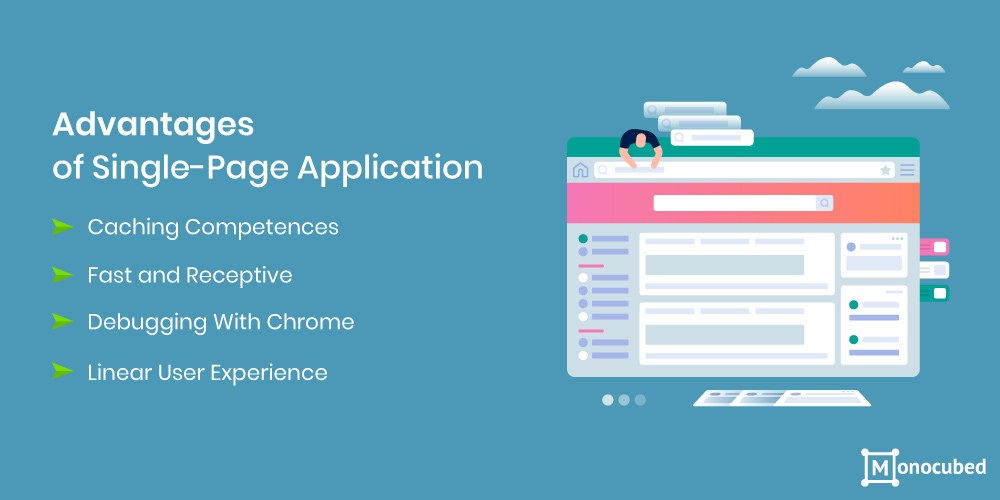 Advantages
of Single-Page Application
Caching Competences
Fast and Receptive
Debugging With Chrome
Linear User Experience
Monocubed